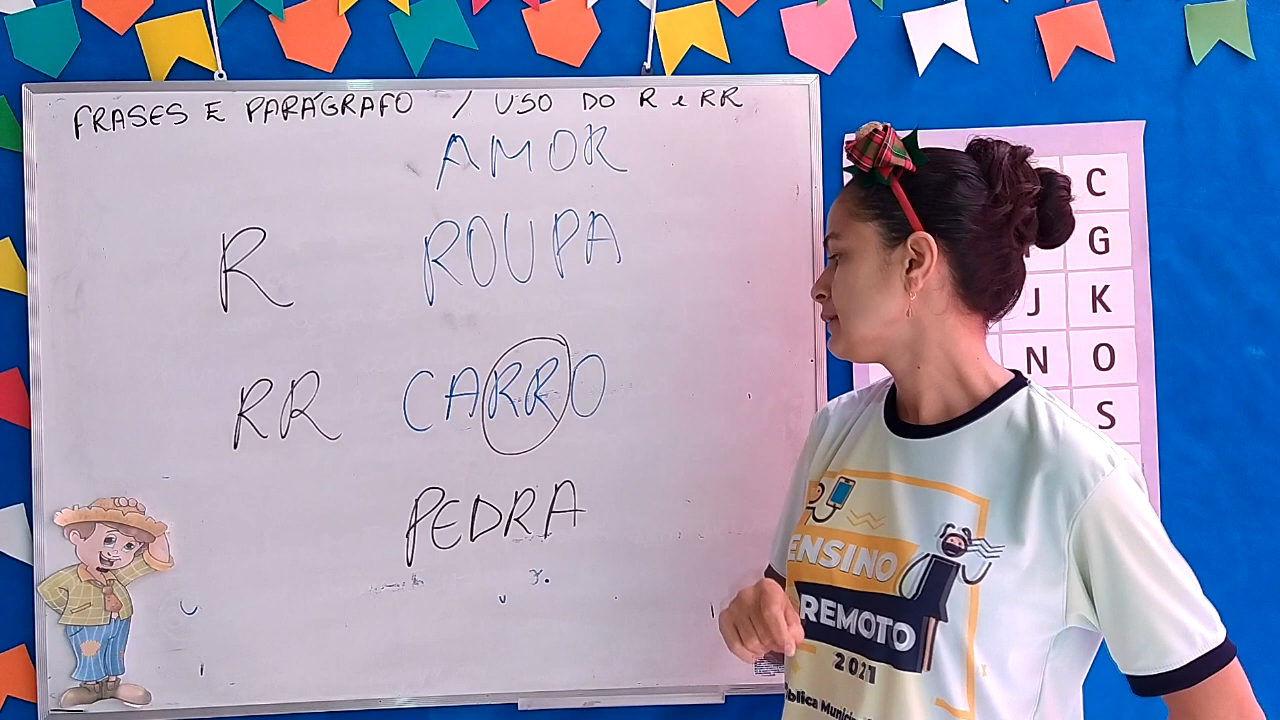 FRASES E PARÁGRAFO / USO DO R e RR
AMOR
R ROUPA
RR CARRO
PEDRA
C
G
J K
N O
S
ENSINO
REMOTO
2021